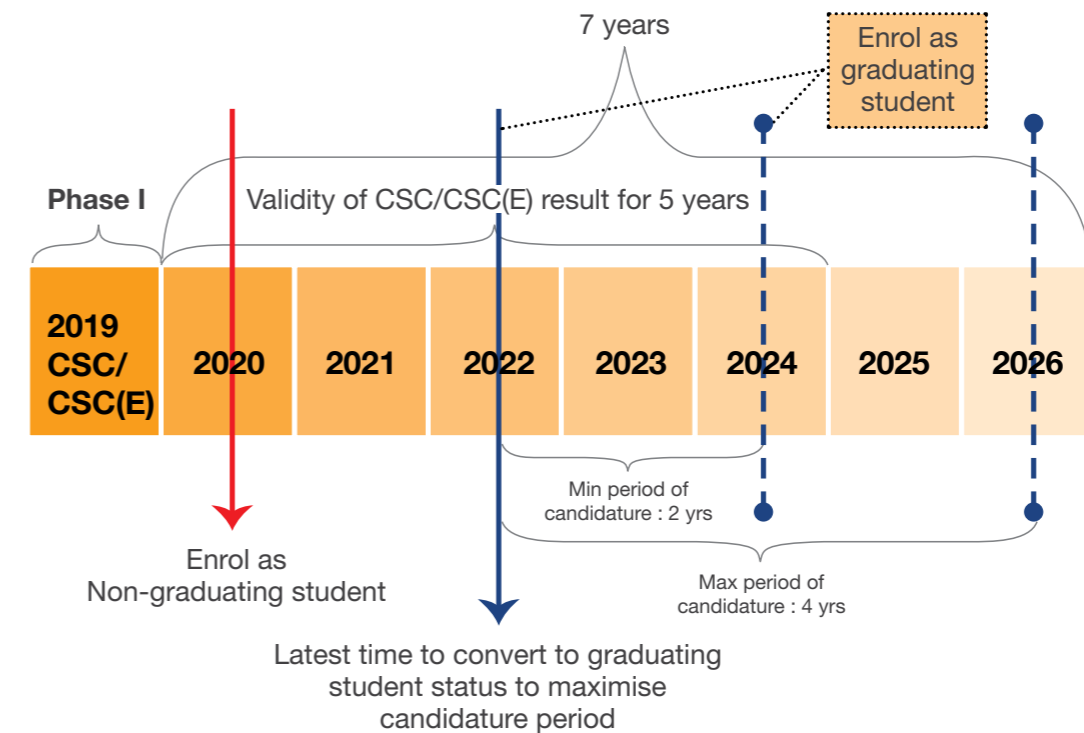 7 years
Enrol as
graduating
student
Phase I
Validity of CSC/CSC(E) result for 5 years
2019
CSC/
CSC(E)
2020
2021
2022
2023
2024
2025
2026
Min period of
candidature : 2 yrs
Enrol as
Non-graduating student
Max period of
candidature : 4 yrs
Latest time to convert to graduating
student status to maximise
candidature period